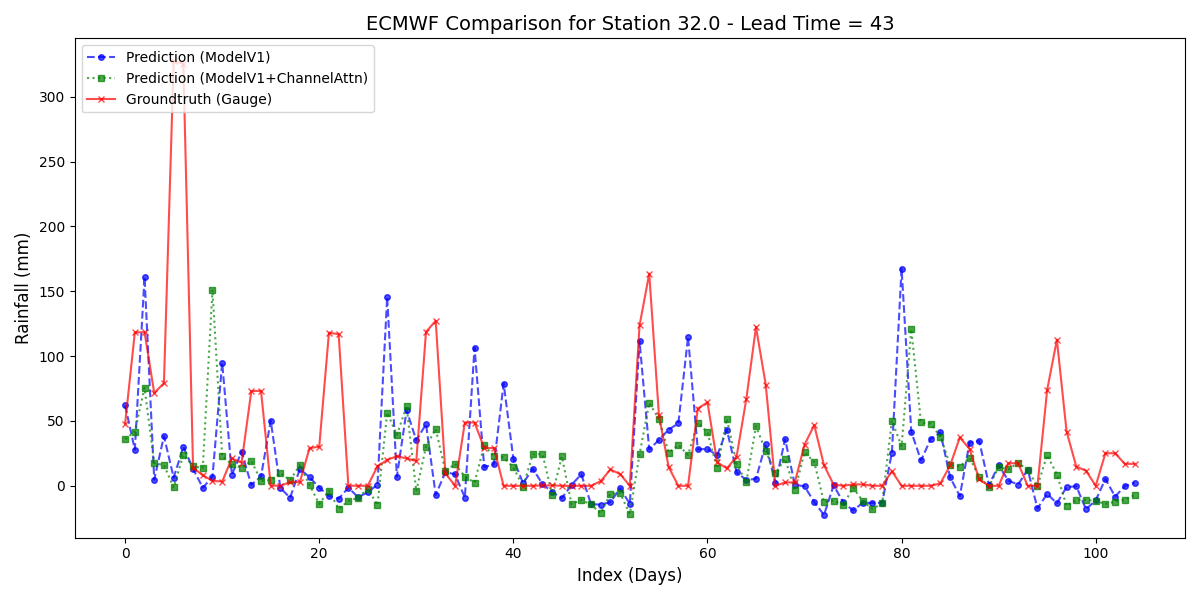 ECMWF Comparison for Station 32.0 - Lead Time = 43
Prediction (ModelV1)
Prediction (ModelV1+ChannelAttn)
Groundtruth (Gauge)
Rainfall (mm)
300
250
200
150
100
50
0
0 20 40 60 80 100
Index (Days)